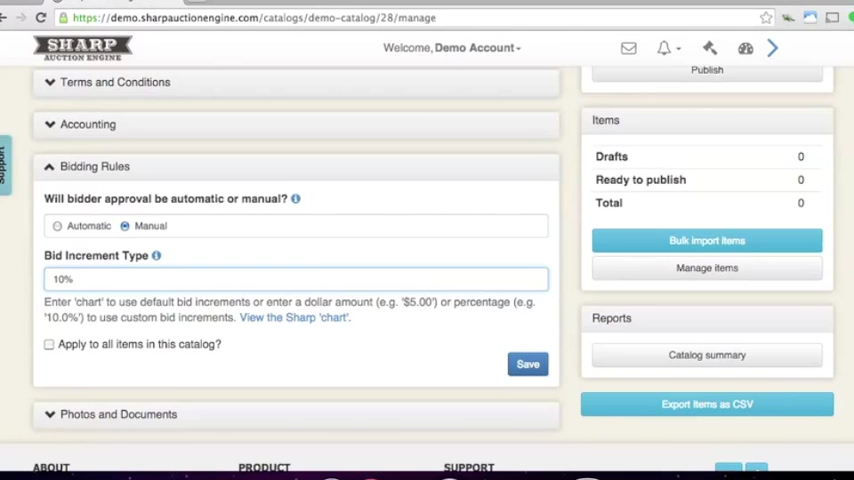 https://demo.sharpauctionengine.com/catalogs/demo-catalog/28/manage
SHARP
AUCTION ENGINE
Welcome, Demo Account
Terms and Conditions
Accounting
Support
Bidding Rules
Will bidder approval be automatic or manual?
Automatic
Manual
Bid Increment Type
10%
Enter 'chart' to use default bid increments or enter a dollar amount (e.g. '$5.00') or percentage (e.g.
'10.0%') to use custom bid increments. View the Sharp 'chart'.
Apply to all items in this catalog?
Save
Photos and Documents
Publish
Items
Drafts 0
Ready to publish 0
Total 0
Bulk import items
Manage items
Reports
Catalog summary
Export items as CSV
ABOUT
PRODUCT
SUPPORT